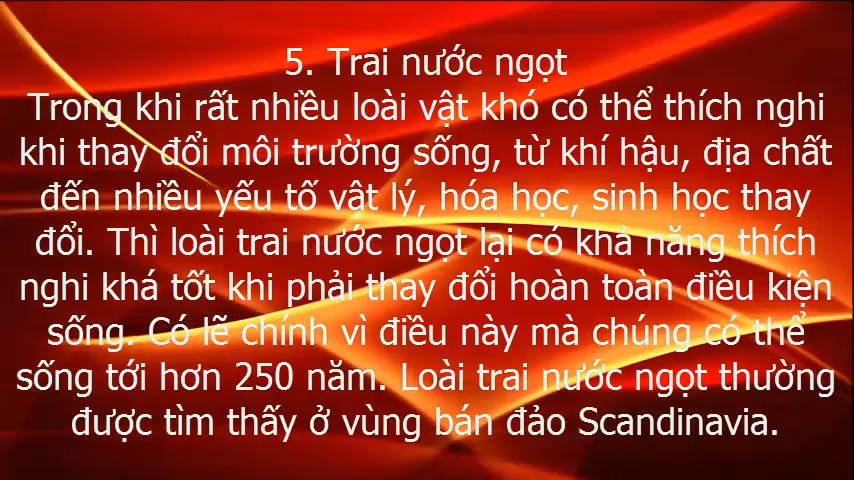 5. Trai nước ngọt
Trong khi rất nhiều loài vật khó có thể thích nghi
khi thay đổi môi trường sống, từ khí hậu, địa chất
đến nhiều yếu tố vật lý, hóa học, sinh học thay
đổi. Thì loài trai nước ngọt lại có khả năng thích
nghi khá tốt khi phải thay đổi hoàn toàn điều kiện
sống. Có lẽ chính vì điều này mà chúng có thể
sống tới hơn 250 năm. Loài trai nước ngọt thường
được tìm thấy ở vùng bán đảo Scandinavia.